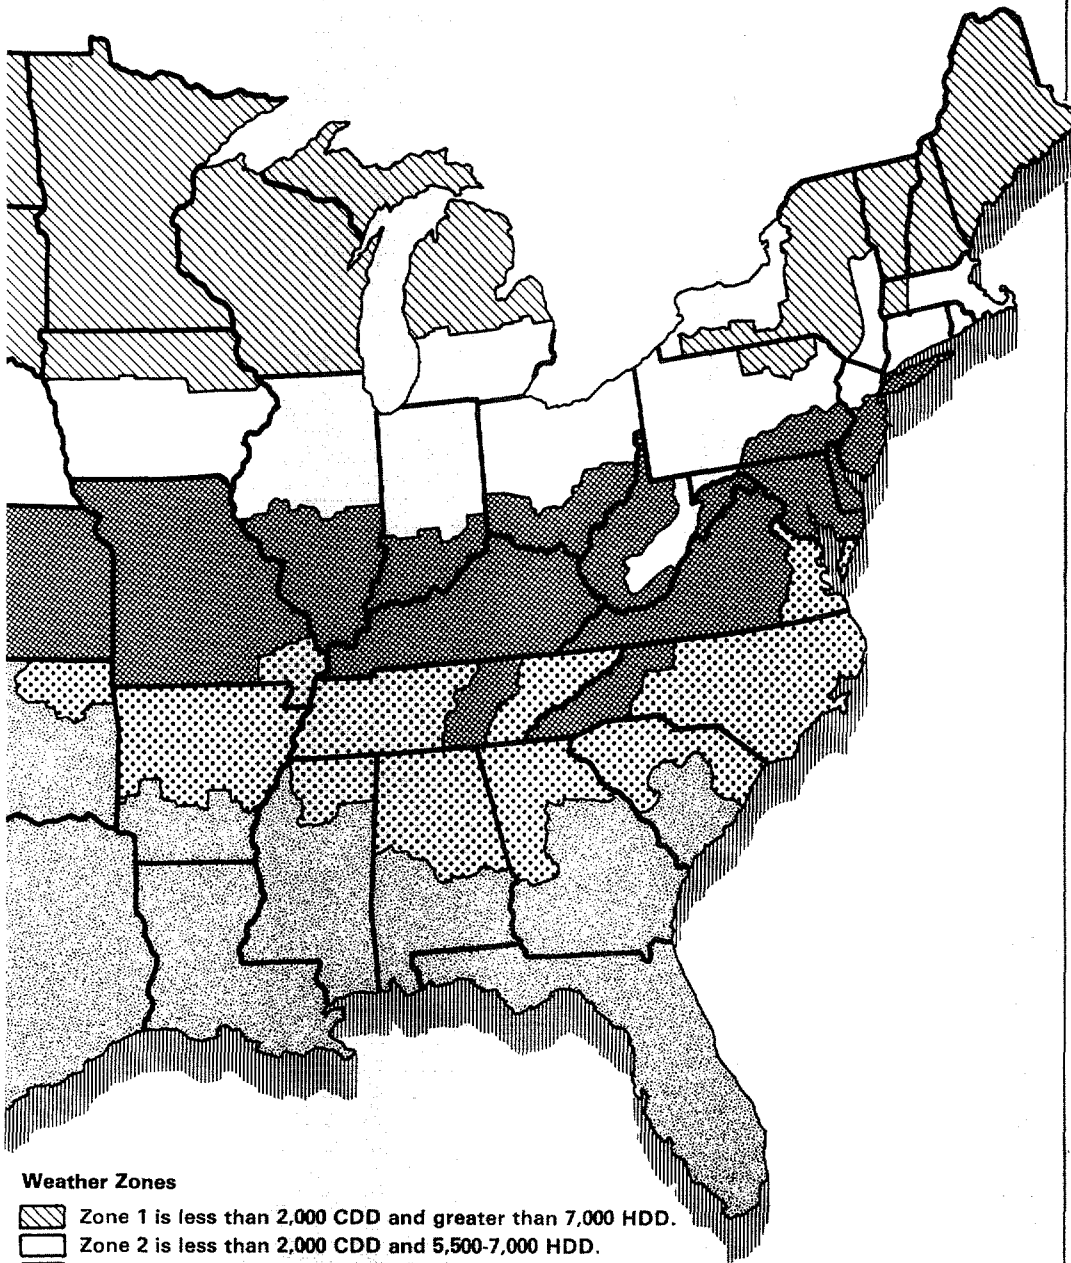 Weather Zones
Zone 1 is less than 2,000 CDD and greater than 7,000 HDD.
Zone 2 is less than 2,000 CDD and 5,500-7,000 HDD.